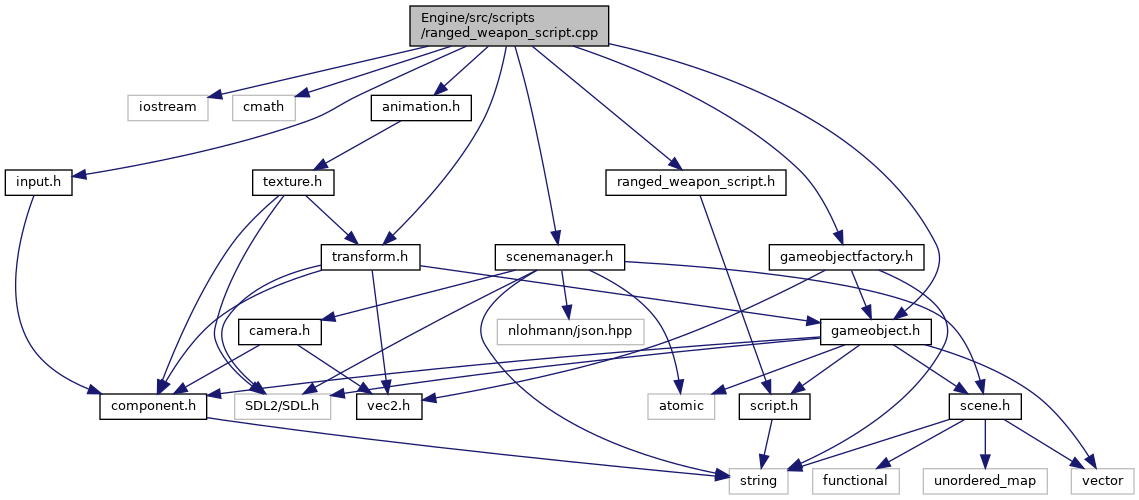 Engine/src/scripts
/ranged_weapon_script.cpp
iostream
cmath
animation.h
input.h
texture.h
ranged_weapon_script.h
transform.h
scenemanager.h
gameobjectfactory.h
camera.h
nlohmann/json.hpp
gameobject.h
component.h
SDL2/SDL.h
vec2.h
atomic
script.h
scene.h
string
functional
unordered_map
vector